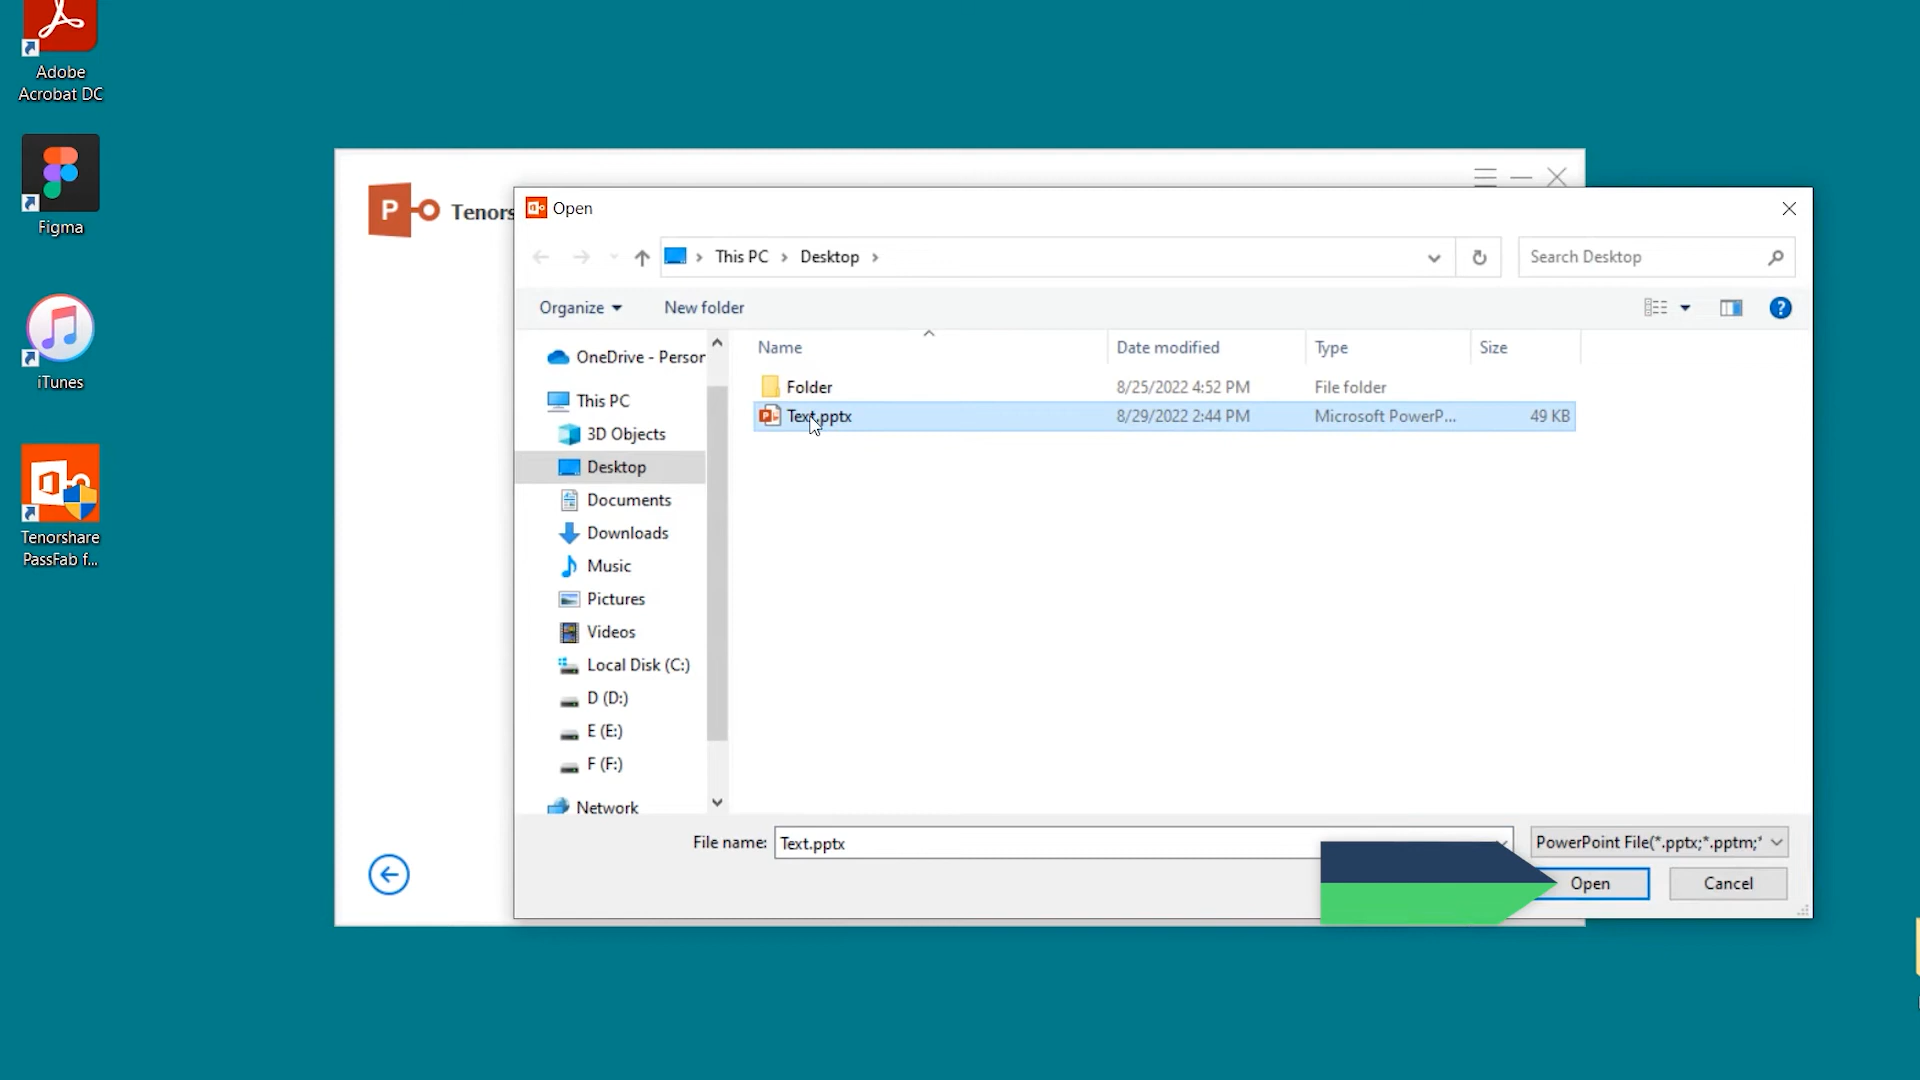 Adobe
Acrobat DC
Figma
iTunes
Tenorshare
PassFab f...
P
Tenors
Open
This PC
Desktop
Search Desktop
Organize
New folder
OneDrive - Person
This PC
3D Objects
Desktop
Documents
Downloads
Music
Pictures
Videos
Local Disk (C:)
D (D:)
E (E:)
F (F:)
Network
Name
Date modified
Type
Size
Folder
8/25/2022 4:52 PM
File folder
Text.pptx
8/29/2022 2:44 PM
Microsoft PowerP...
49 KB
File name:
Text.pptx
PowerPoint File(*.pptx;*.pptm;*
Open
Cancel